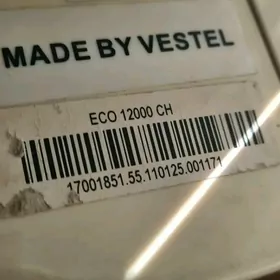 MADE BY VESTEL
ECO 12000 CH
17001851.55.110125.001171